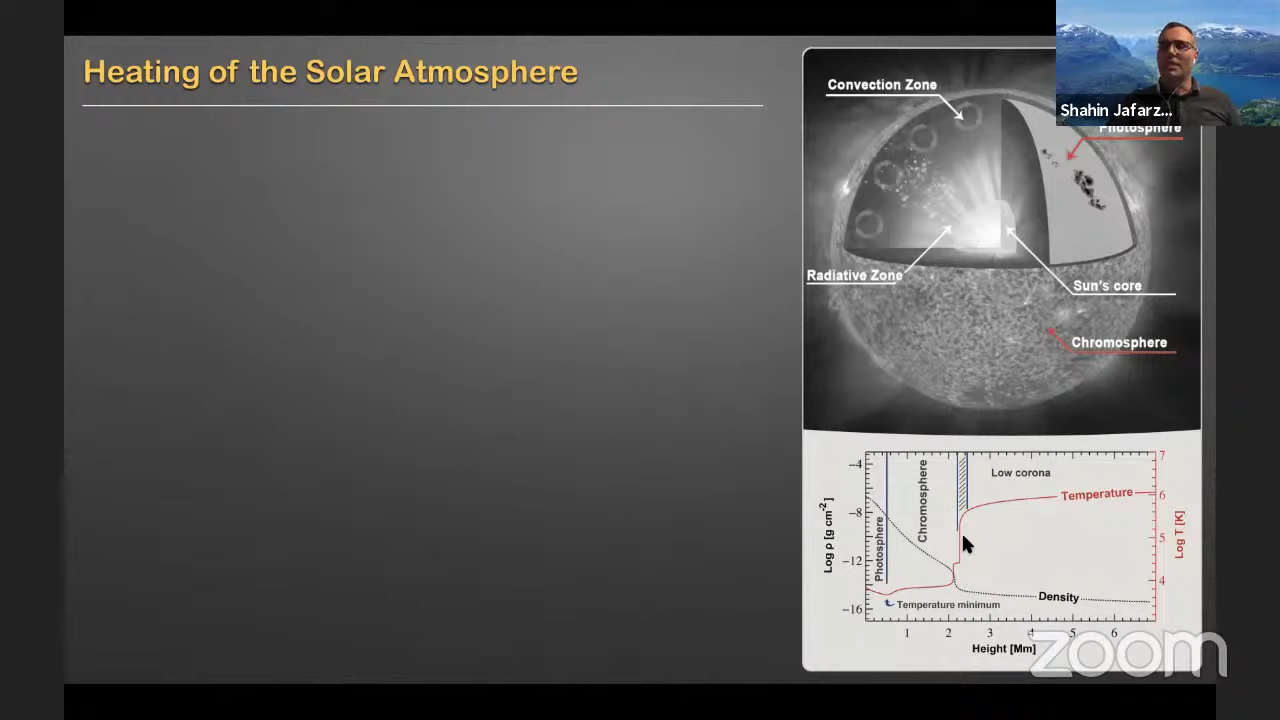 Heating of the Solar Atmosphere
Shahin Jafarz...
Convection Zone
Photosphere
Radiative Zone
Sun's core
Chromosphere
Low corona
Temperature
Photosphere
Chromosphere
Density
Temperature minimum
Log ρ [g cm-2]
-4
-8
-12
-16
7
6
5
4
Log T [K]
1 2 3 4 5 6
Height [Mm]
zoom